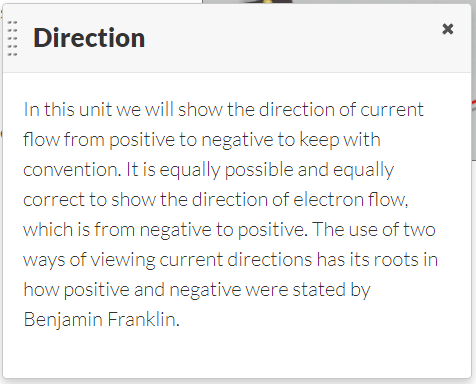 Direction
In this unit we will show the direction of current
flow from positive to negative to keep with
convention. It is equally possible and equally
correct to show the direction of electron flow,
which is from negative to positive. The use of two
ways of viewing current directions has its roots in
how positive and negative were stated by
Benjamin Franklin.